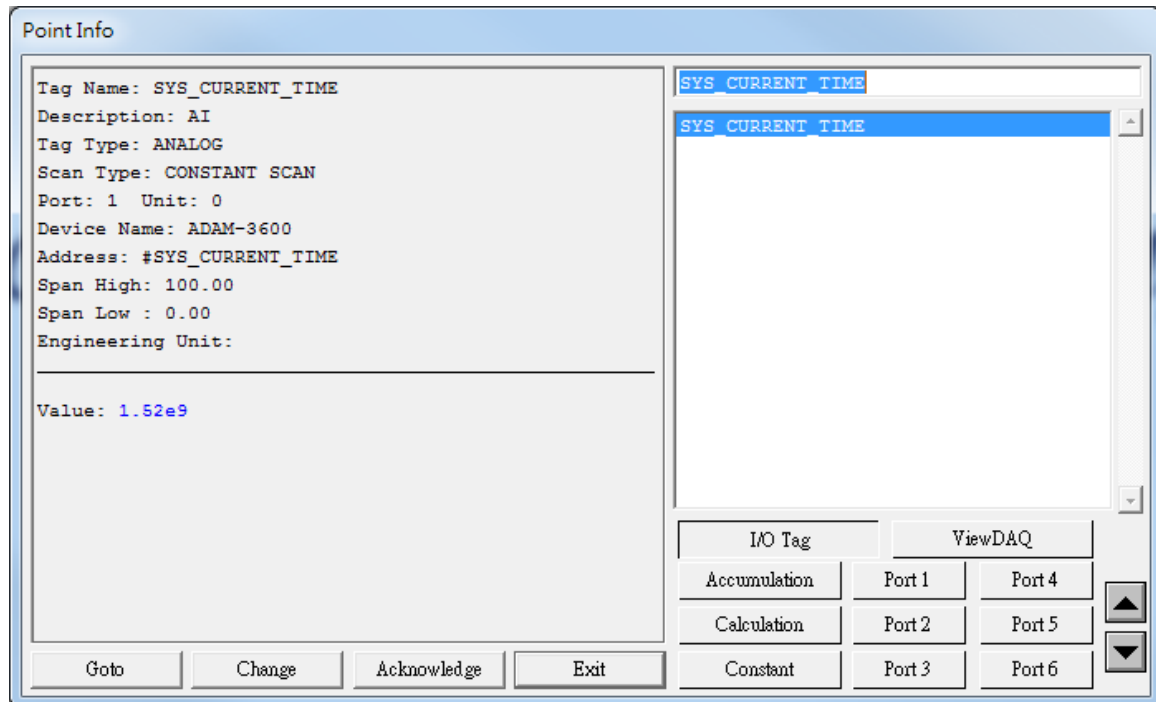 Point Info
Tag Name: SYS_CURRENT_TIME
Description: AI
Tag Type: ANALOG
Scan Type: CONSTANT SCAN
Port: 1 Unit: 0
Device Name: ADAM-3600
Address: #SYS_CURRENT_TIME
Span High: 100.00
Span Low : 0.00
Engineering Unit:
Value: 1.52e9
Goto Change Acknowledge Exit
SYS_CURRENT_TIME
SYS_CURRENT_TIME
I/O Tag ViewDAQ
Accumulation Port 1 Port 4
Calculation Port 2 Port 5
Constant Port 3 Port 6